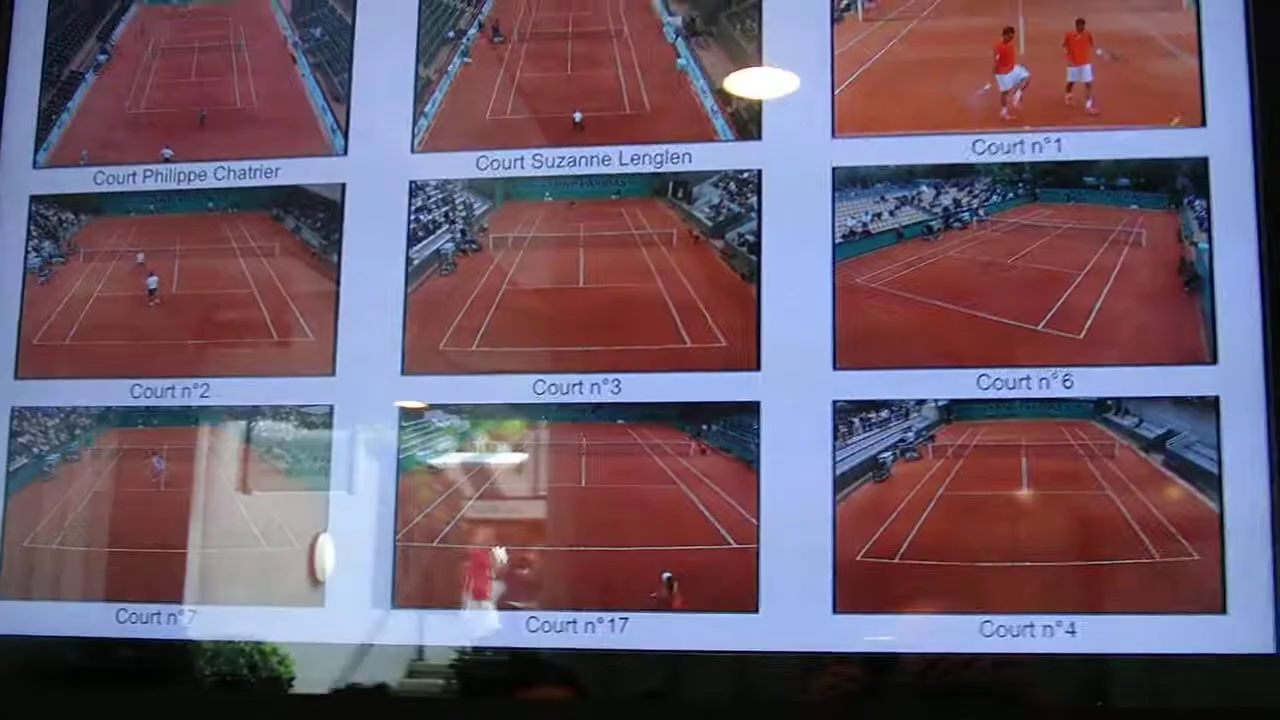 Court Philippe Chatrier
Court Suzanne Lenglen
Court n°1
Court n°2
Court n°3
Court n°6
Court n°7
Court n°17
Court n°4